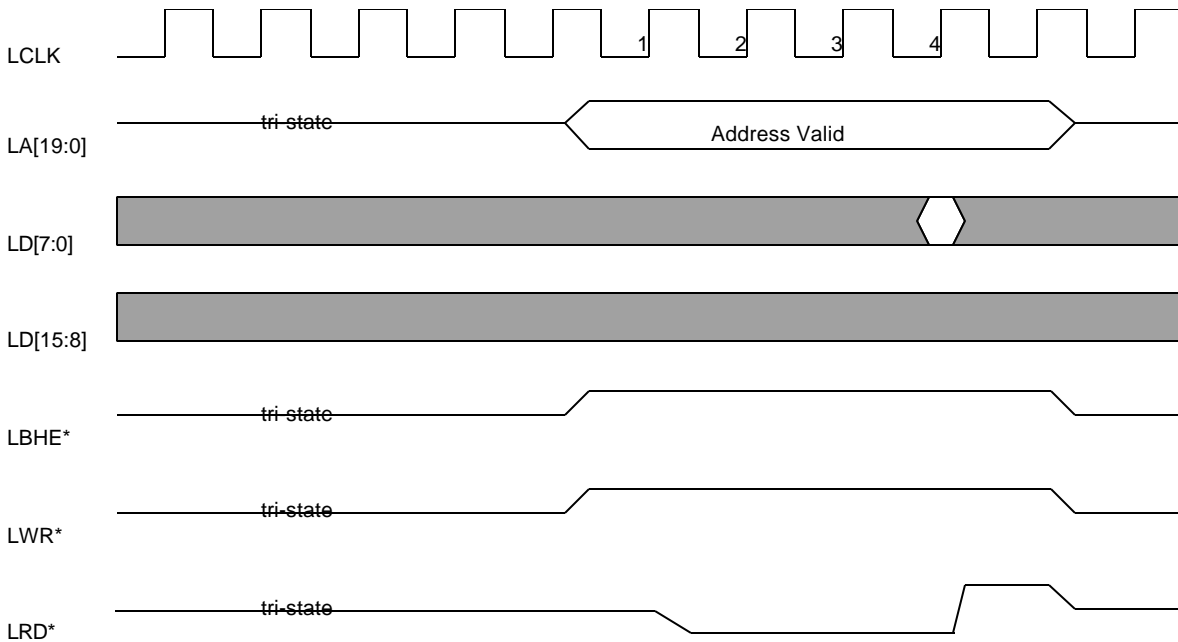 1 2 3 4
LCLK
tri-state
Address Valid
LA[19:0]
LD[7:0]
LD[15:8]
tri-state
LBHE*
tri-state
LWR*
tri-state
LRD*